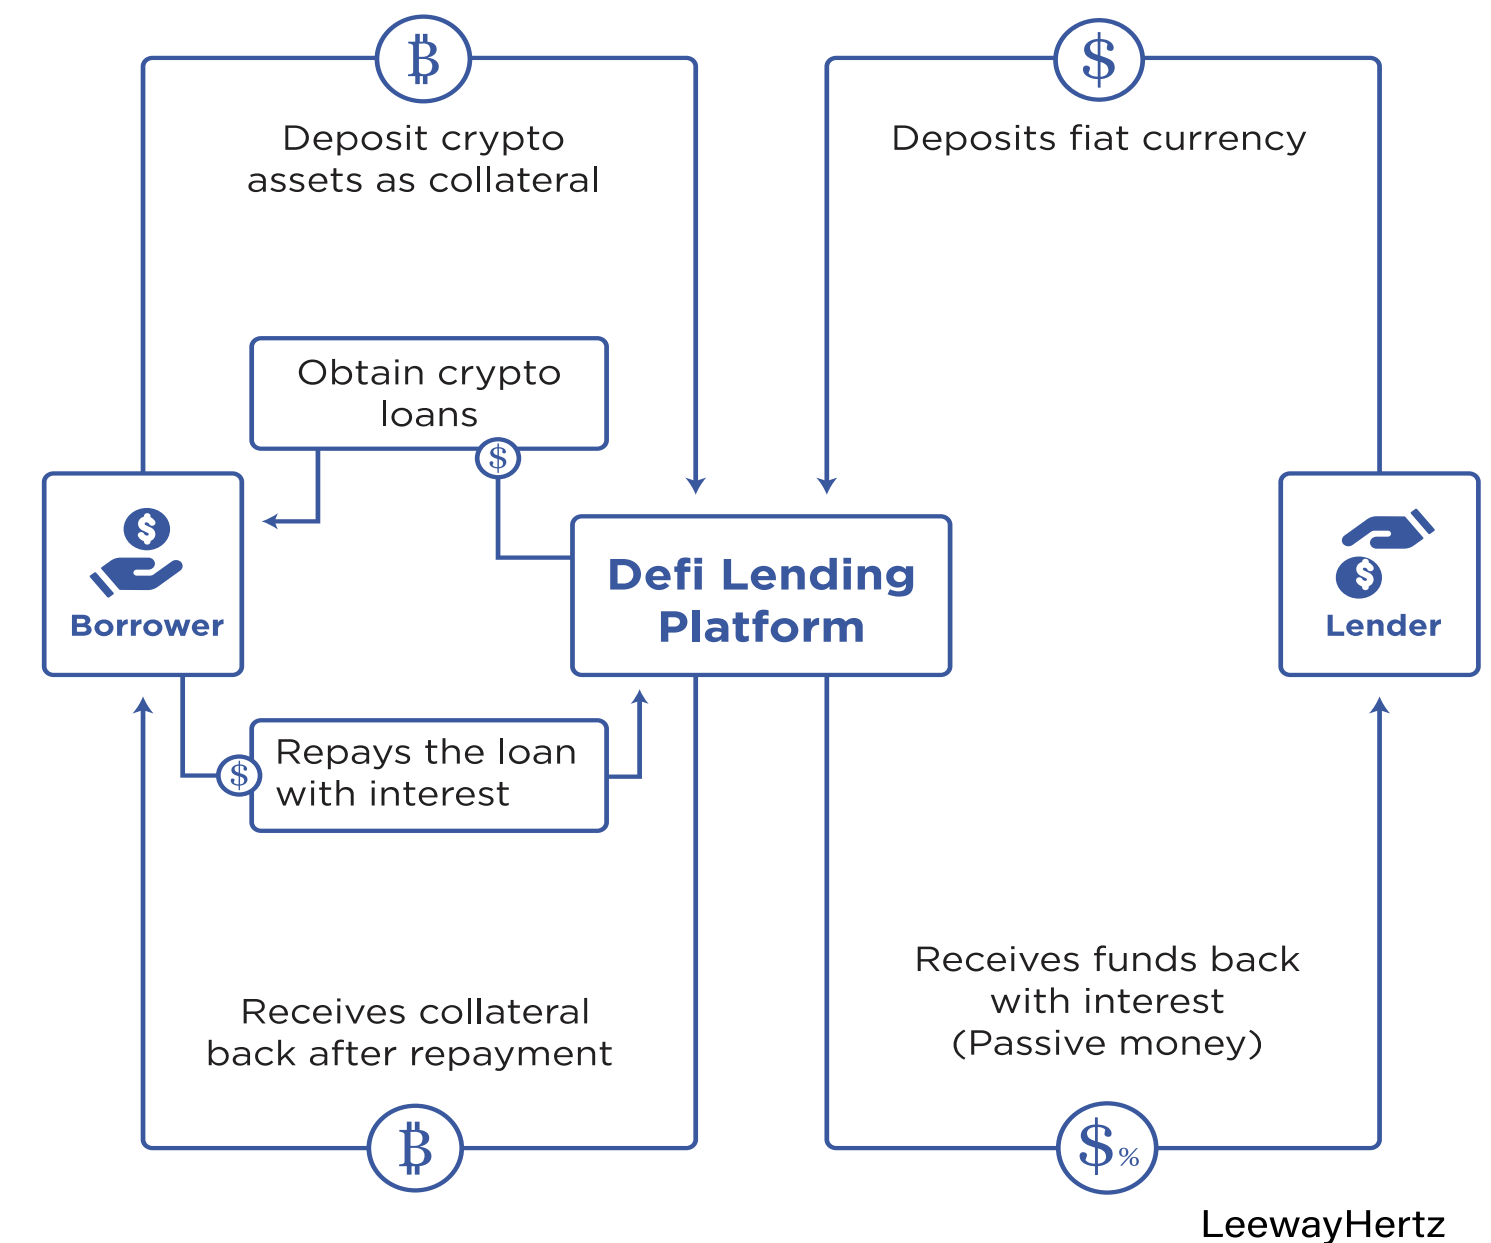 ₿
$
Deposit crypto
assets as collateral
Deposits fiat currency
Obtain crypto
loans
$
$
Borrower
Defi Lending
Platform
$
Lender
$
Repays the loan
with interest
Receives funds back
with interest
(Passive money)
Receives collateral
back after repayment
₿
$%
LeewayHertz